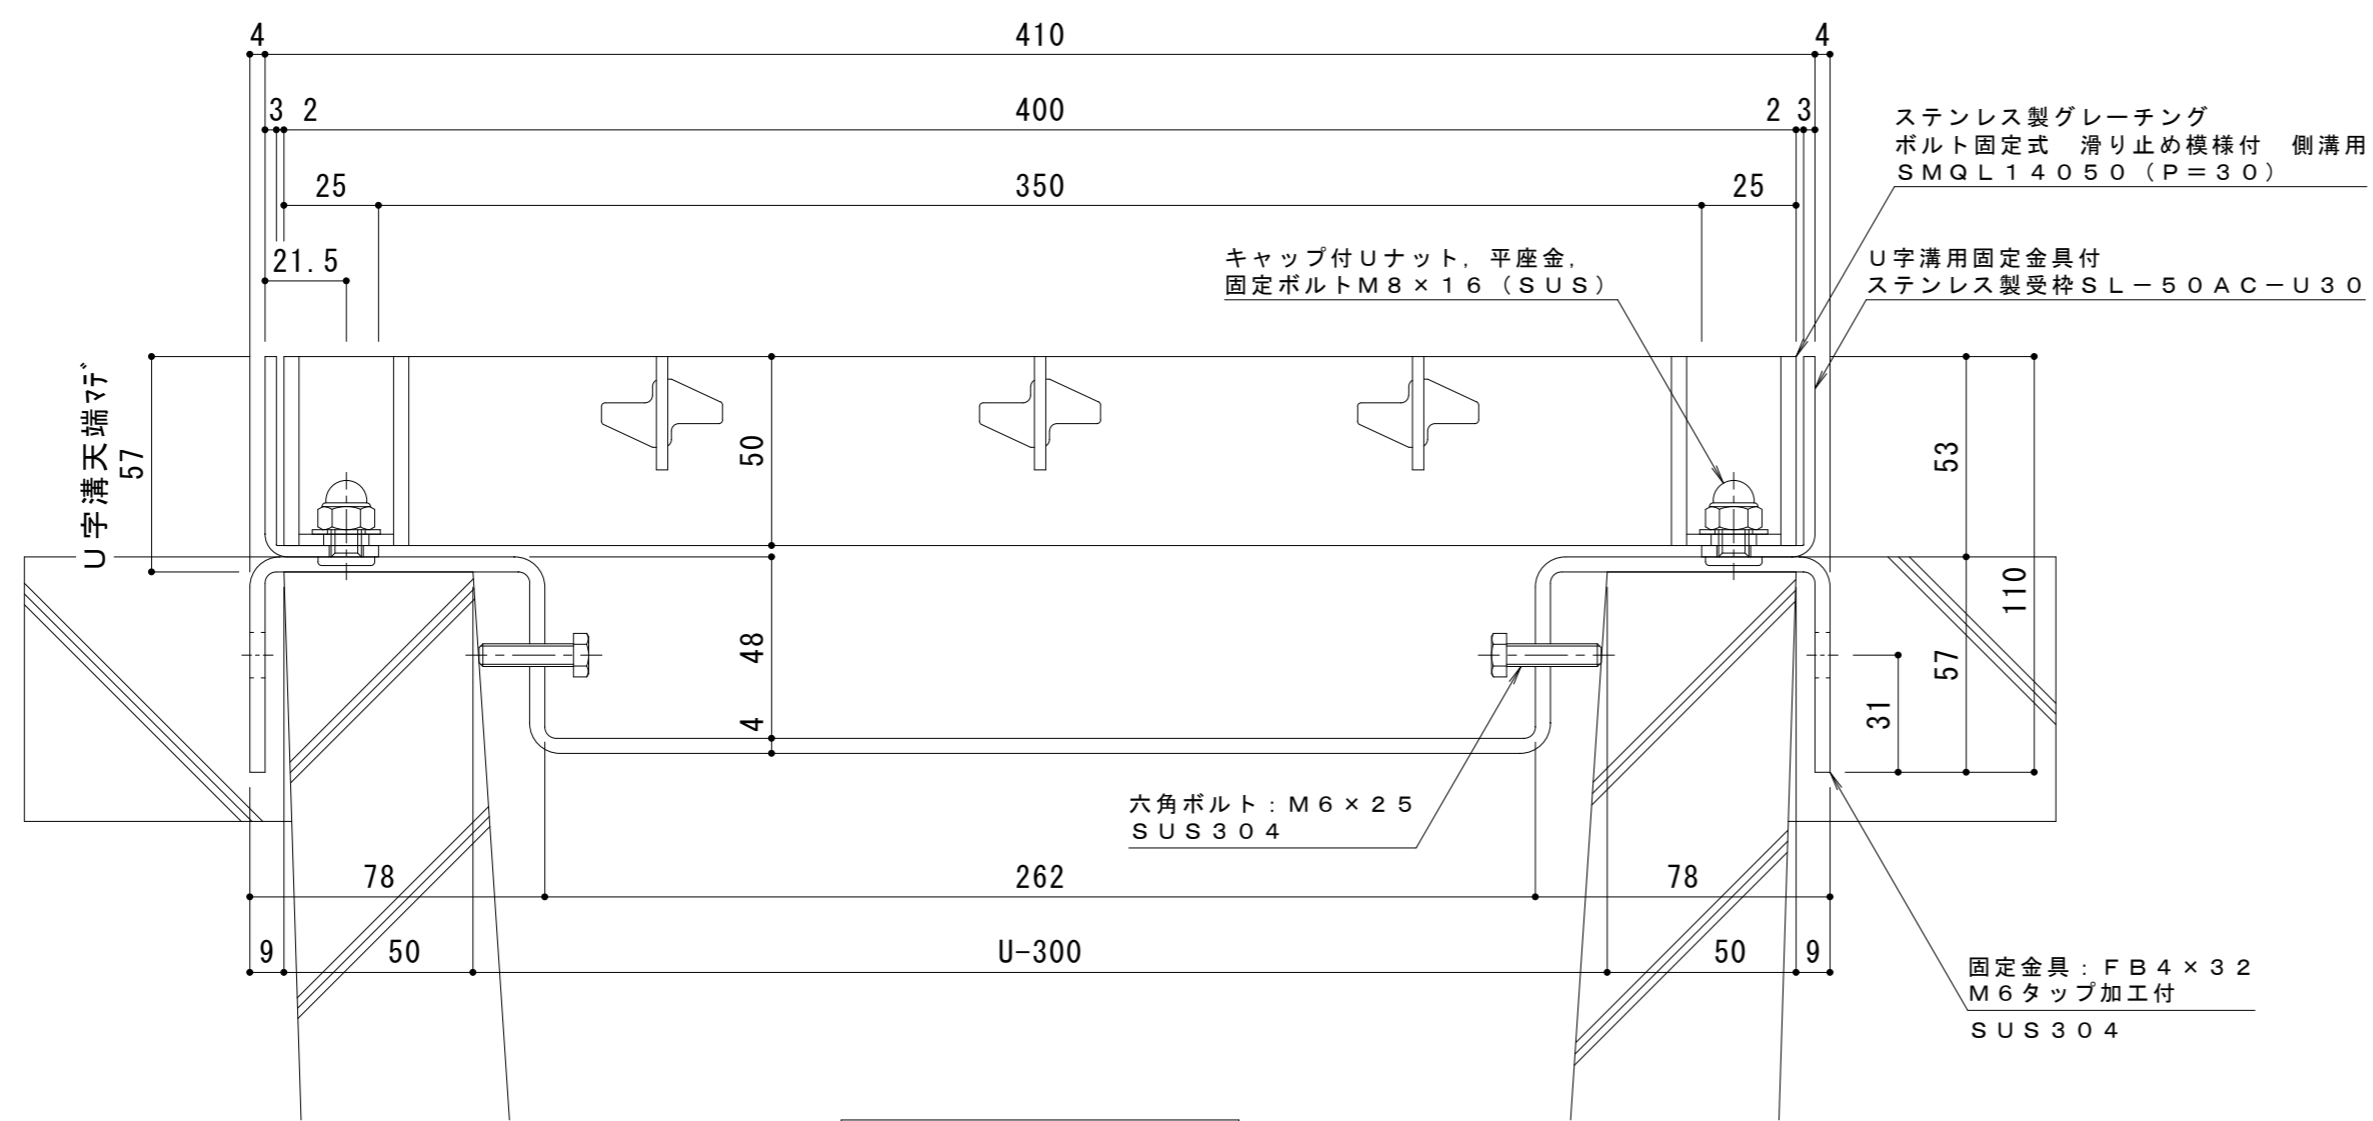 4 410 4
3 2 400 2 3
ステンレス製グレーチング
ボルト固定式 滑り止め模様付 側溝用
SMQL14050(P=30)
25 350 25
21.5
キャップ付Uナット,平座金,
固定ボルトM8×16(SUS)
U字溝用固定金具付
ステンレス製受枠SL-50AC-U30
U字溝天端マデ
57
50
53
110
48
57
4
31
六角ボルト:M6×25
SUS304
78 262 78
9 50 U-300 50 9
固定金具:FB4×32
M6タップ加工付
SUS304